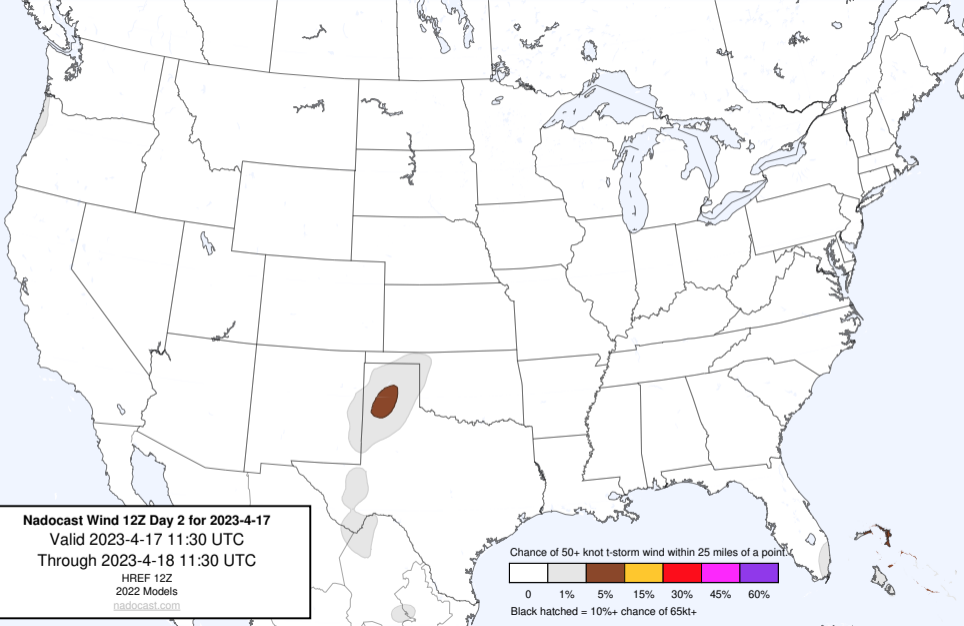 Nadocast Wind 12Z Day 2 for 2023-4-17
Valid 2023-4-17 11:30 UTC
Through 2023-4-18 11:30 UTC
HREF 12Z
2022 Models
nadocast.com
Chance of 50+ knot t-storm wind within 25 miles of a point.
0 1% 5% 15% 30% 45% 60%
Black hatched = 10%+ chance of 65kt+